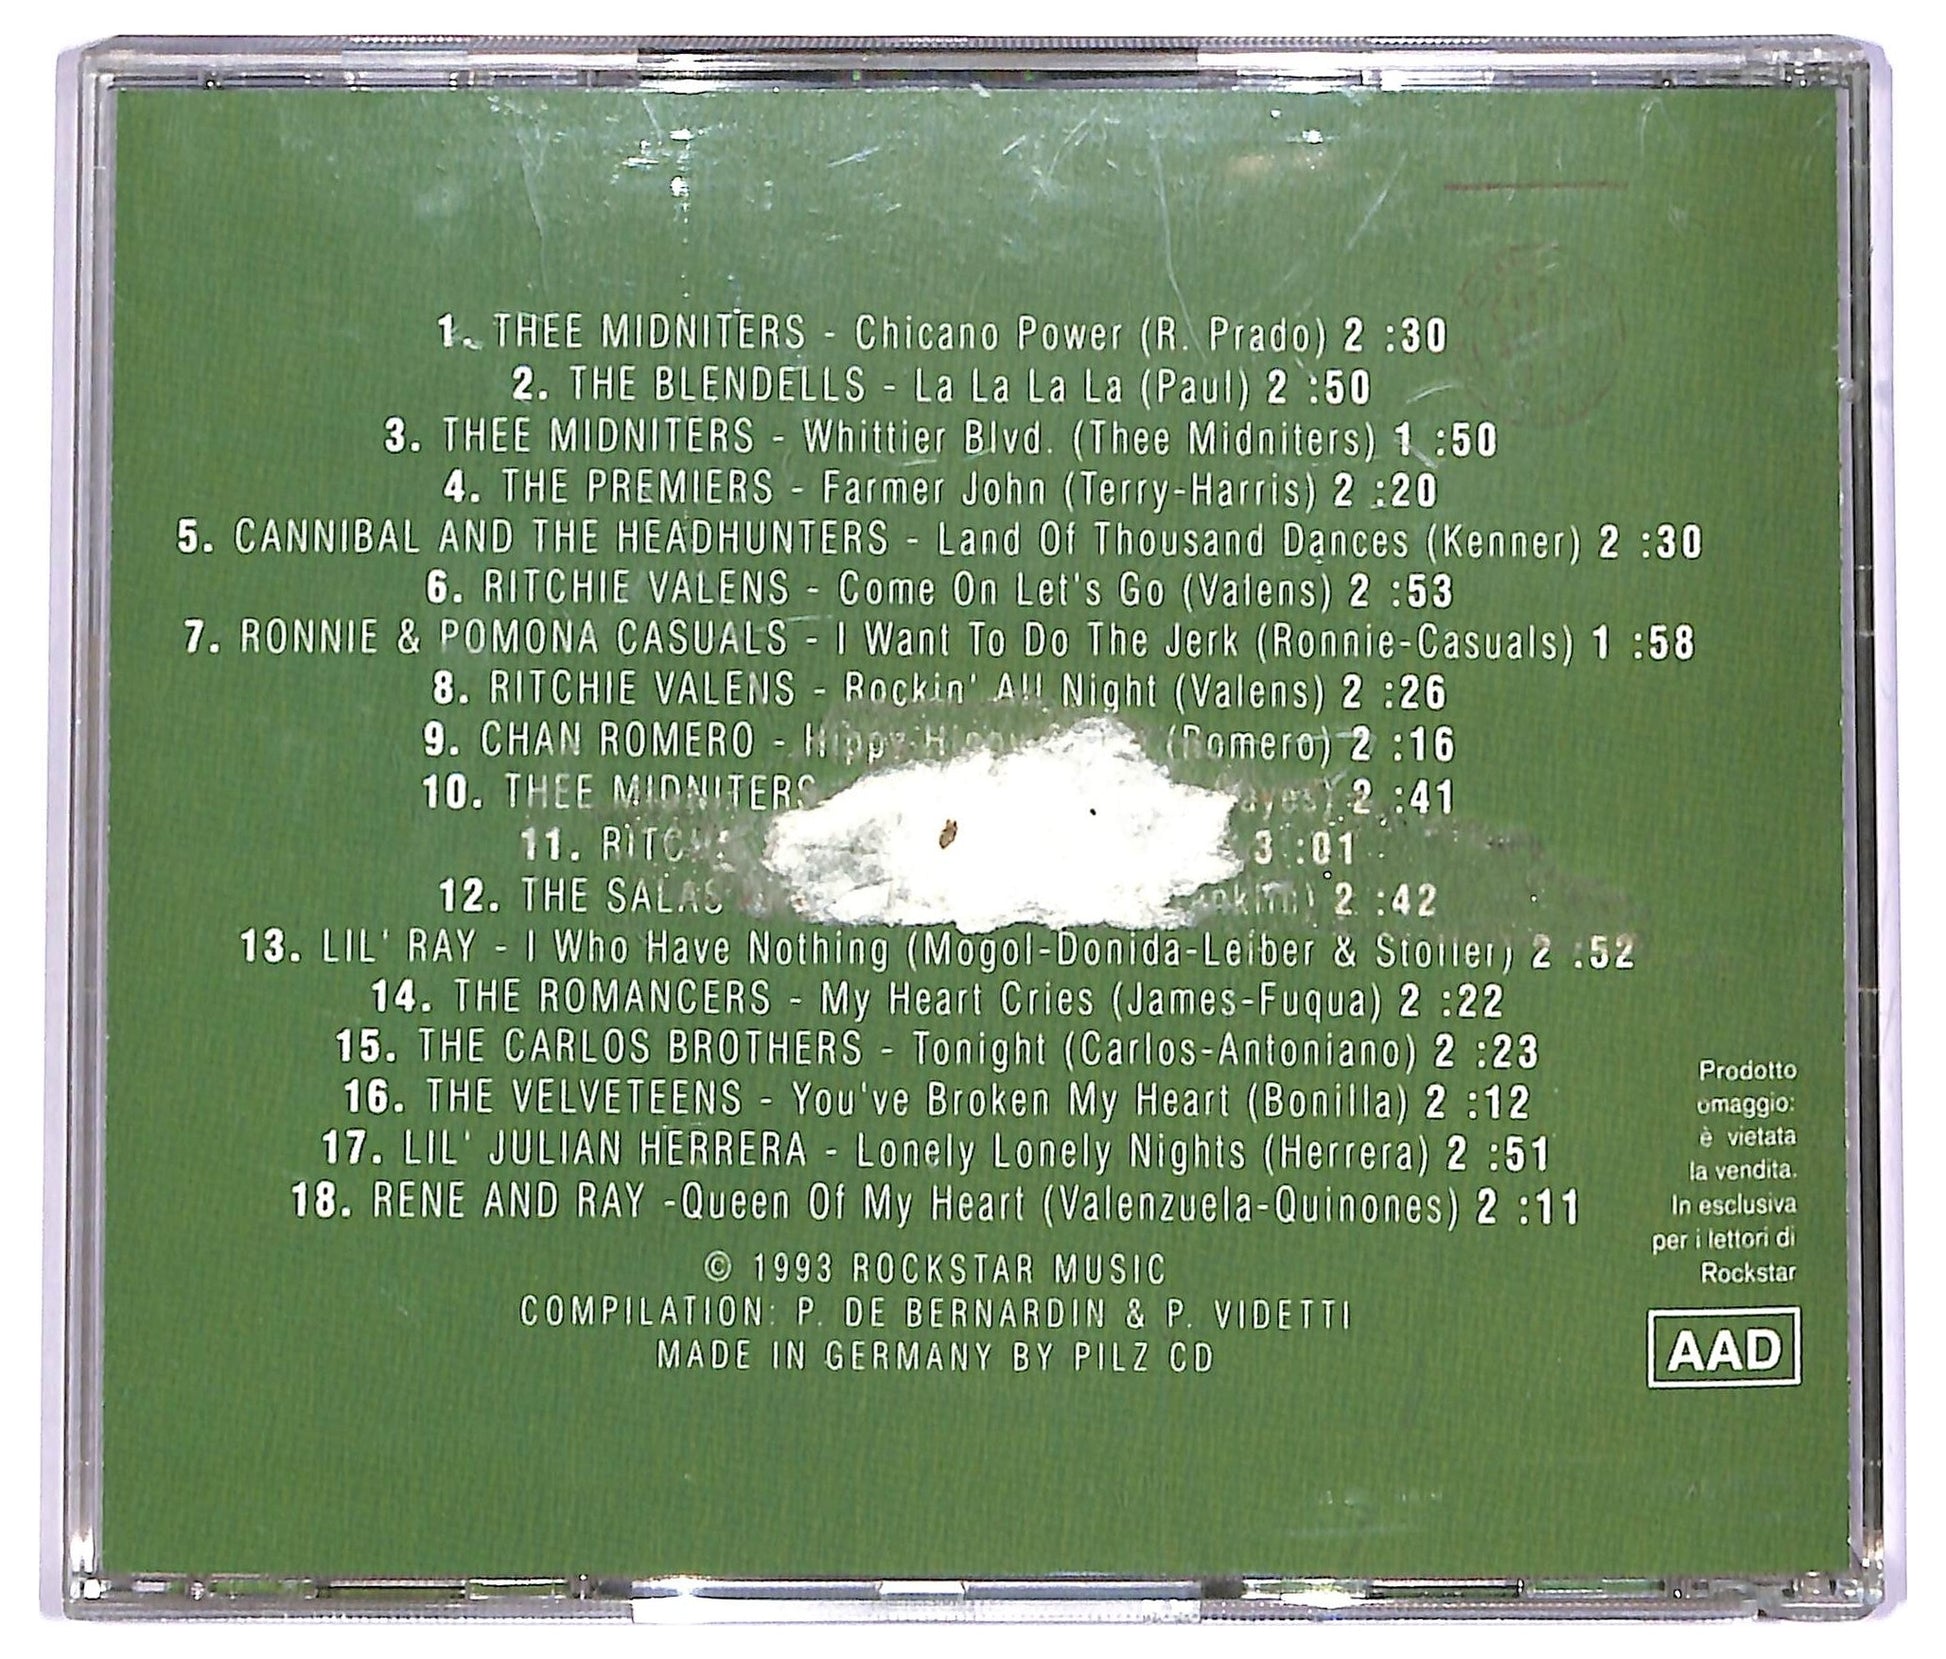 1. THEE MIDNITERS - Chicano Power (R. Prado) 2 :30
2. THE BLENDELLS - La La La La (Paul) 2 :50
3. THEE MIDNITERS - Whittier Blvd. (Thee Midniters) 1 :50
4. THE PREMIERS - Farmer John (Terry-Harris) 2 :20
5. CANNIBAL AND THE HEADHUNTERS - Land Of Thousand Dances (Kenner) 2 :30
6. RITCHIE VALENS - Come On Let's Go (Valens) 2 :53
7. RONNIE & POMONA CASUALS - I Want To Do The Jerk (Ronnie-Casuals) 1 :58
8. RITCHIE VALENS - Rockin' All Night (Valens) 2 :26
9. CHAN ROMERO - Hippy (Romero) 2 :16
10. THEE MIDNITERS 2 :41
11. 3 :01
12. THE SALAS 2 :42
13. LIL' RAY - I Who Have Nothing (Mogol-Donida-Leiber & Stoller) 2 :52
14. THE ROMANCERS - My Heart Cries (James-Fuqua) 2 :22
15. THE CARLOS BROTHERS - Tonight (Carlos-Antoniano) 2 :23
16. THE VELVETEENS - You've Broken My Heart (Bonilla) 2 :12
17. LIL' JULIAN HERRERA - Lonely Lonely Nights (Herrera) 2 :51
18. RENE AND RAY -Queen Of My Heart (Valenzuela-Quinones) 2 :11
© 1993 ROCKSTAR MUSIC
COMPILATION: P. DE BERNARDIN & P. VIDETTI
MADE IN GERMANY BY PILZ CD
Prodotto
omaggio:
è vietata
la vendita.
In esclusiva
per i lettori di
Rockstar
AAD